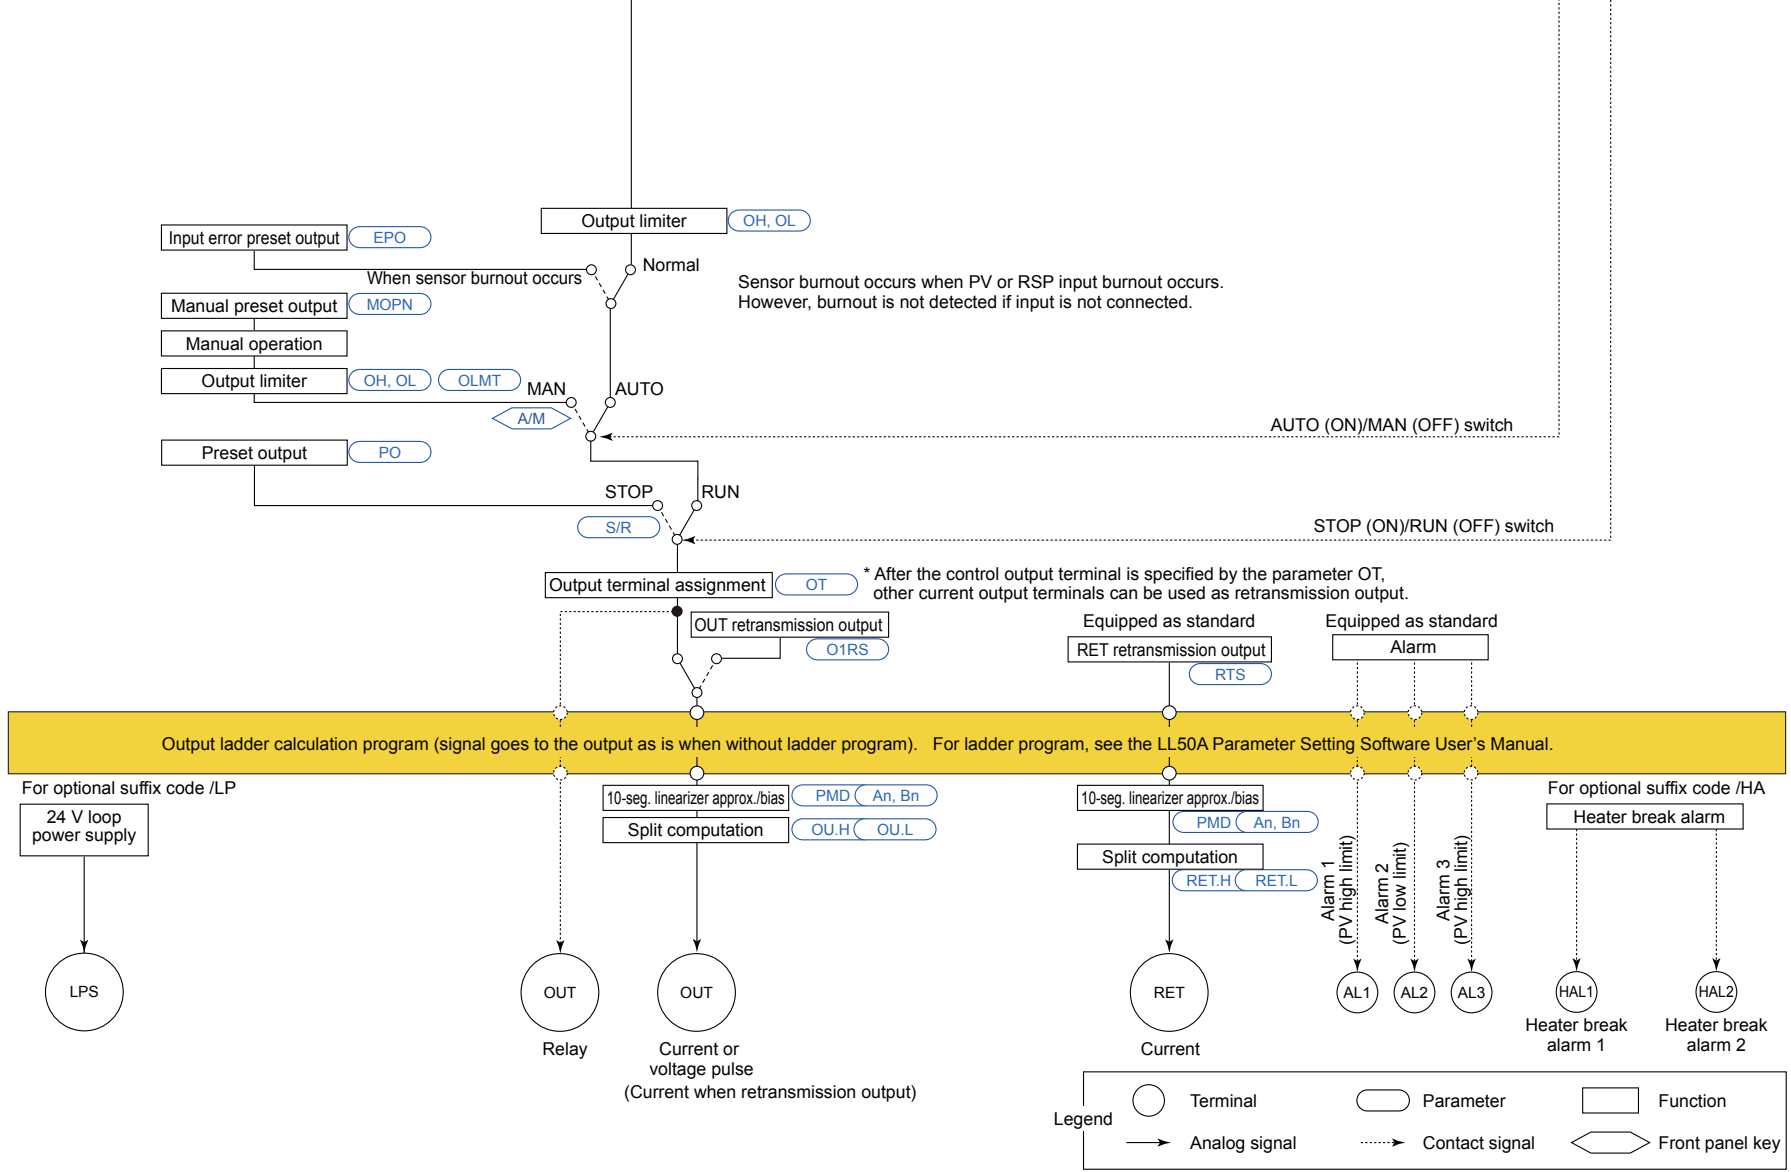 Output limiter
OH, OL
Input error preset output
EPO
When sensor burnout occurs
Normal
Sensor burnout occurs when PV or RSP input burnout occurs.
However, burnout is not detected if input is not connected.
Manual preset output
MOPN
Manual operation
Output limiter
OH, OL
OLMT
MAN
AUTO
A/M
AUTO (ON)/MAN (OFF) switch
Preset output
PO
STOP
RUN
S/R
STOP (ON)/RUN (OFF) switch
Output terminal assignment
OT
* After the control output terminal is specified by the parameter OT,
other current output terminals can be used as retransmission output.
OUT retransmission output
O1RS
Equipped as standard
RET retransmission output
RTS
Equipped as standard
Alarm
Output ladder calculation program (signal goes to the output as is when without ladder program). For ladder program, see the LL50A Parameter Setting Software User's Manual.
For optional suffix code /LP
24 V loop
power supply
10-seg. linearizer approx./bias
PMD
An, Bn
Split computation
OU.H
OU.L
10-seg. linearizer approx./bias
PMD
An, Bn
Split computation
RET.H
RET.L
Alarm 1
(PV high limit)
Alarm 2
(PV low limit)
Alarm 3
(PV high limit)
For optional suffix code /HA
Heater break alarm
LPS
OUT
OUT
RET
AL1
AL2
AL3
HAL1
HAL2
Relay
Current or
voltage pulse
(Current when retransmission output)
Current
Heater break
alarm 1
Heater break
alarm 2
Legend
Terminal
Parameter
Function
Analog signal
Contact signal
Front panel key